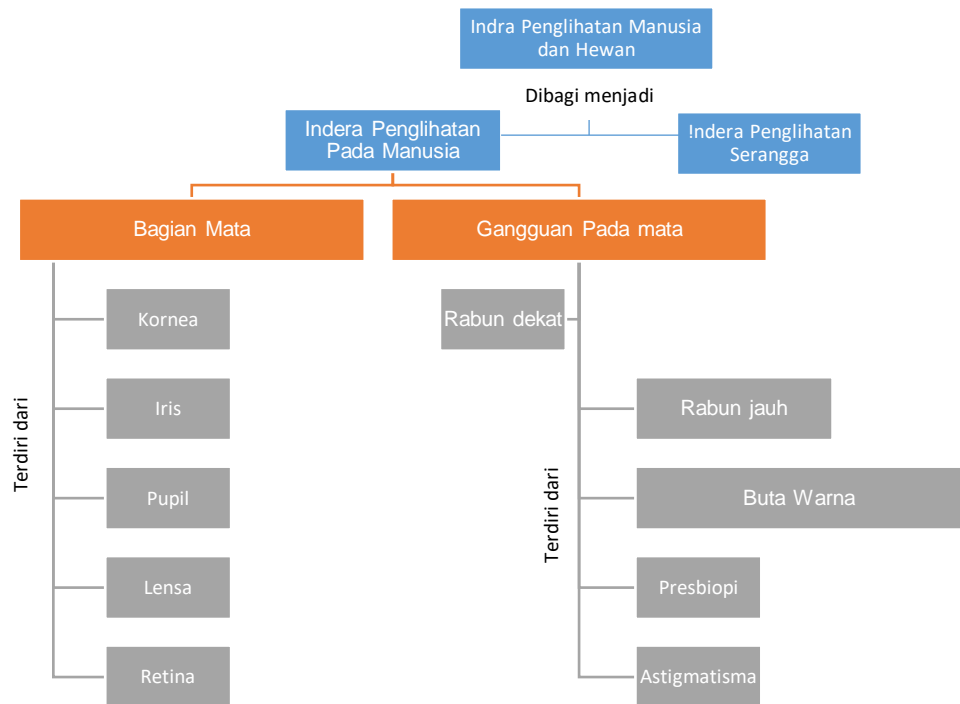 Indra Penglihatan Manusia
dan Hewan
Dibagi menjadi
Indera Penglihatan
Pada Manusia
!ndera Penglihatan
Serangga
Bagian Mata
Gangguan Pada mata
Terdiri dari
Kornea
Iris
Pupil
Lensa
Retina
Terdiri dari
Rabun dekat
Rabun jauh
Buta Warna
Presbiopi
Astigmatisma